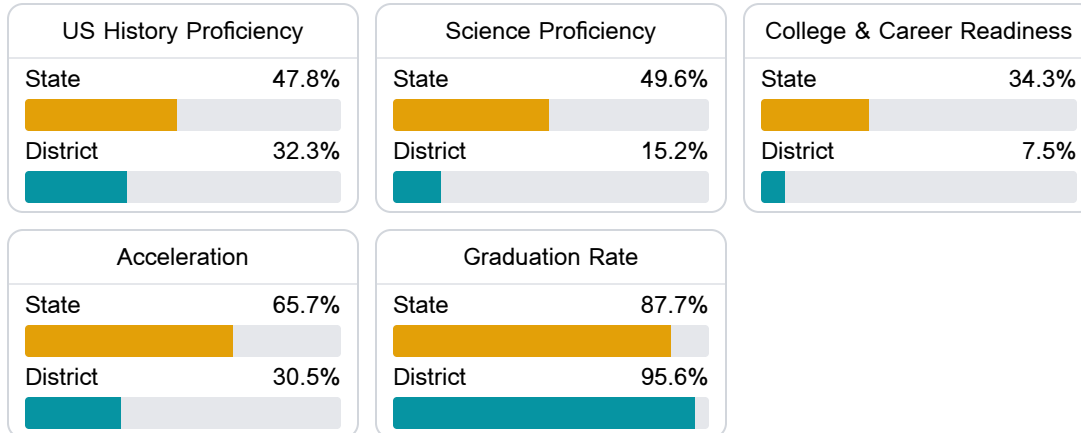 US History Proficiency
State 47.8%
District 32.3%
Science Proficiency
State 49.6%
District 15.2%
College & Career Readiness
State 34.3%
District 7.5%
Acceleration
State 65.7%
District 30.5%
Graduation Rate
State 87.7%
District 95.6%